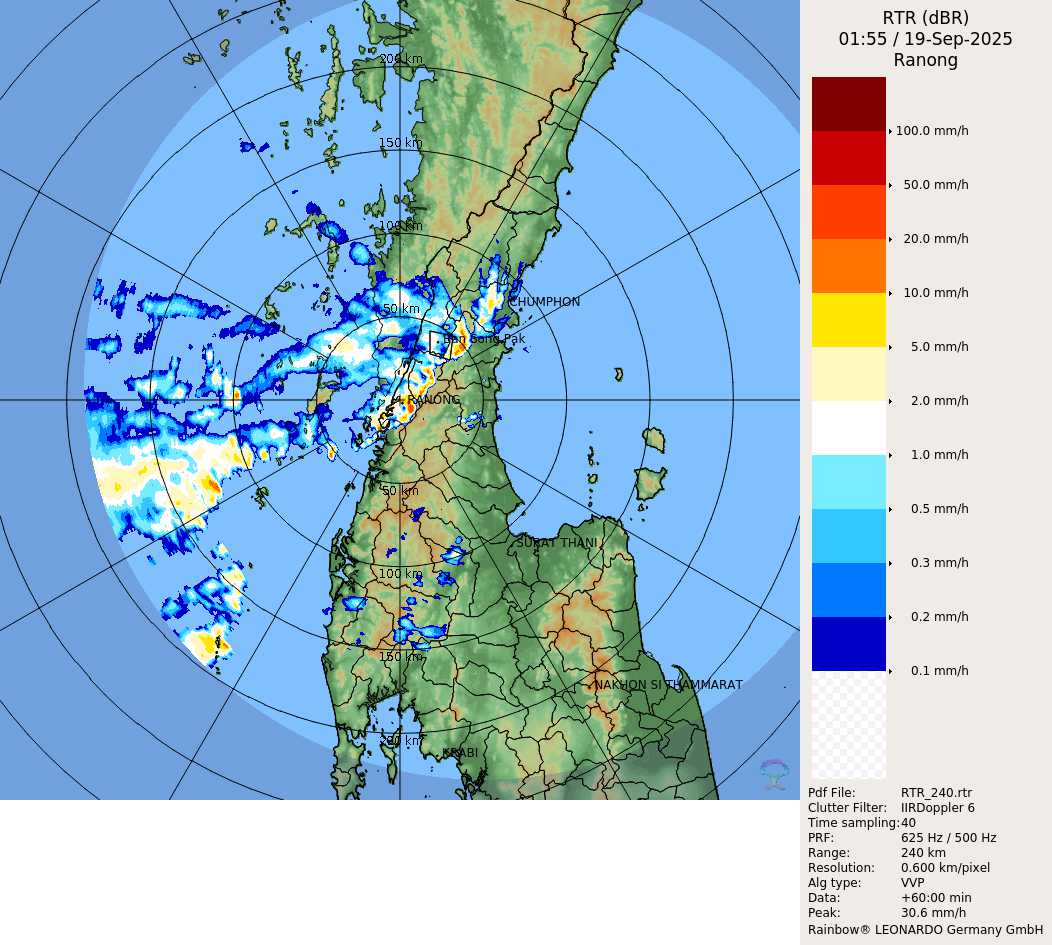 RTR (dBR)
01:55 / 19-Sep-2025
Ranong
200 km
150 km
100 km
50 km
CHUMPHON
Ban Song Pak
RANONG
50 km
SURAT THANI
100 km
150 km
NAKHON SI THAMMARAT
200 km
KRABI
100.0 mm/h
50.0 mm/h
20.0 mm/h
10.0 mm/h
5.0 mm/h
2.0 mm/h
1.0 mm/h
0.5 mm/h
0.3 mm/h
0.2 mm/h
0.1 mm/h
Pdf File: RTR_240.rtr
Clutter Filter: IIRDoppler 6
Time sampling: 40
PRF: 625 Hz / 500 Hz
Range: 240 km
Resolution: 0.600 km/pixel
Alg type: VVP
Data: +60:00 min
Peak: 30.6 mm/h
Rainbow® LEONARDO Germany GmbH